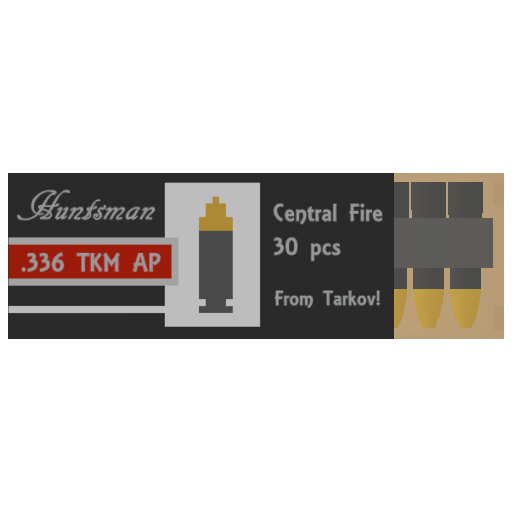 Huntsman
.336 TKM AP
Central Fire
30 pcs
From Tarkov!